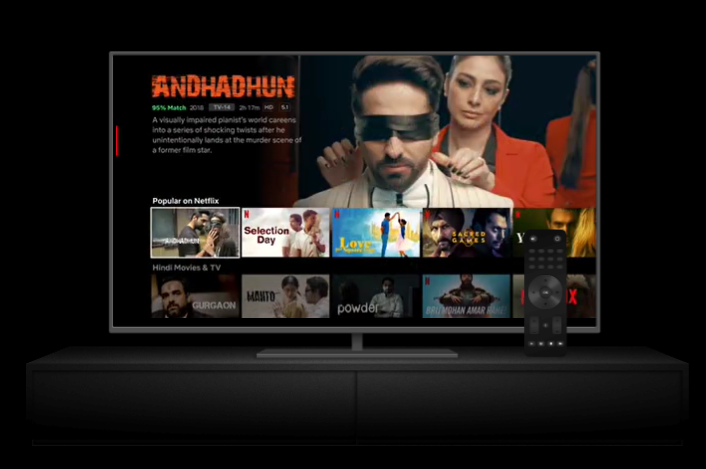 ANDHADHUN
95% Match 2018 TV-14 2h 17m HD 5.1
A visually impaired pianist's world careens
into a series of shocking twists after he
unintentionally lands at the murder scene of
a former film star.
Popular on Netflix
ANDHADHUN
N Selection Day
N Love per Square Foot
N SACRED GAMES
N Y
Hindi Movies & TV
GURGAON
MANTO
powder
N BRIJ MOHAN AMAR RAHE
X